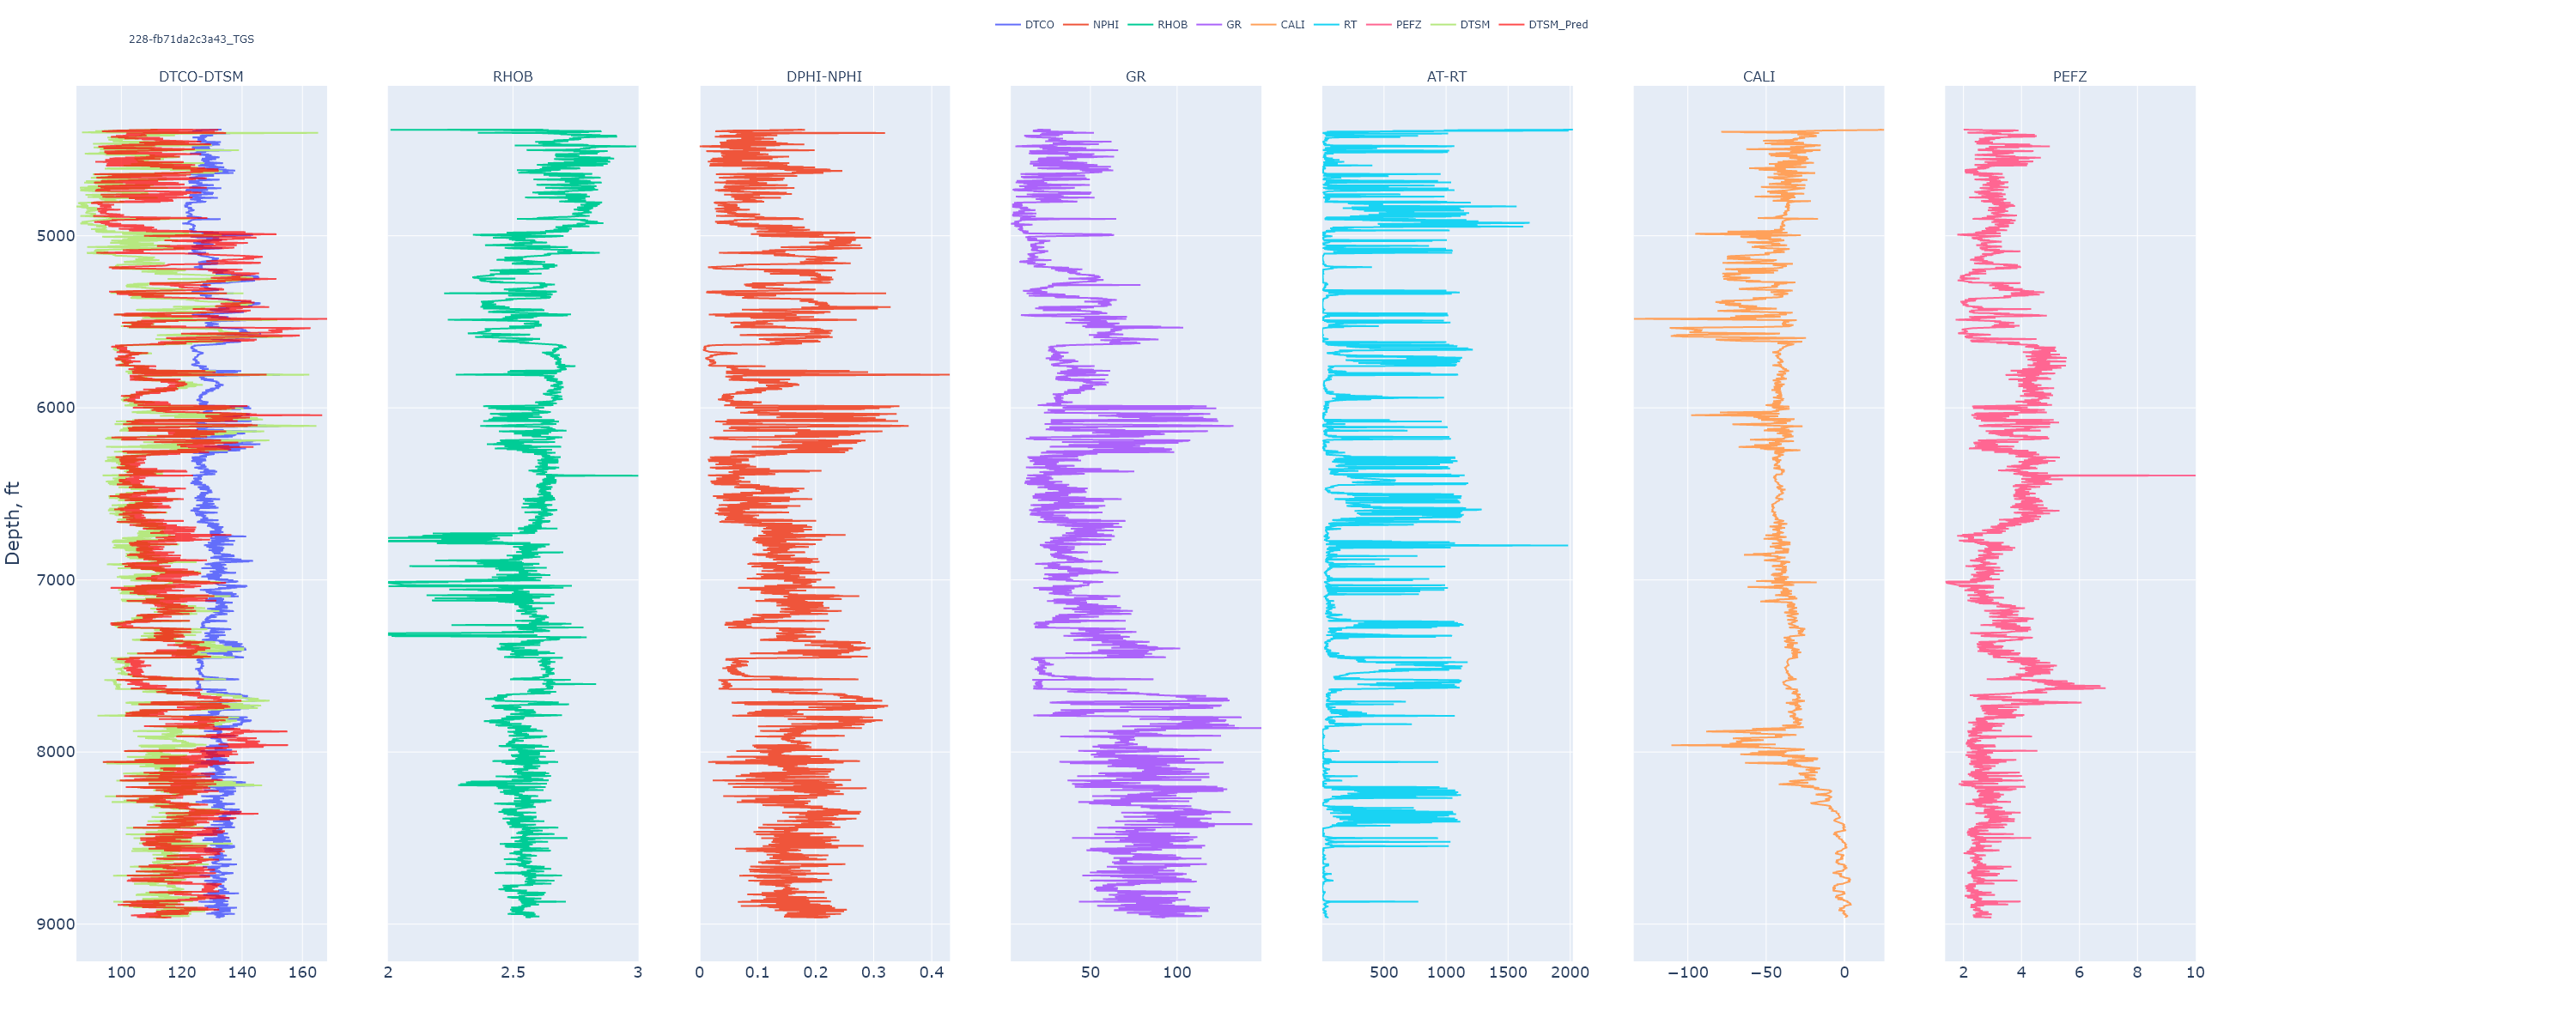 DTCO NPHI RHOB GR CALI RT PEFZ DTSM DTSM_Pred
228-fb71da2c3a43_TGS
DTCO-DTSM RHOB DPHI-NPHI GR AT-RT CALI PEFZ
5000
6000
Depth, ft
7000
8000
9000
100 120 140 160 2 2.5 3 0 0.1 0.2 0.3 0.4 50 100 500 1000 1500 2000 −100 −50 0 2 4 6 8 10